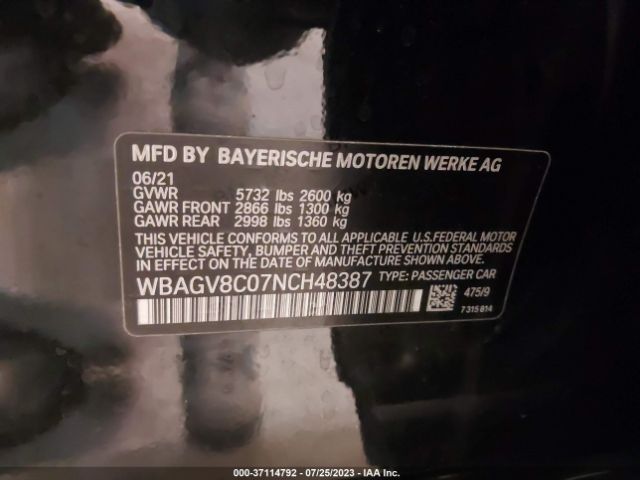 MFD BY BAYERISCHE MOTOREN WERKE AG
06/21
GVWR 5732 lbs 2600 kg
GAWR FRONT 2866 lbs 1300 kg
GAWR REAR 2998 lbs 1360 kg
THIS VEHICLE CONFORMS TO ALL APPLICABLE U.S.FEDERAL MOTOR
VEHICLE SAFETY, BUMPER AND THEFT PREVENTION STANDARDS
IN EFFECT ON THE DATE OF MANUFACTURE SHOWN ABOVE.
WBAGV8C07NCH48387 TYPE: PASSENGER CAR
475/9
7 315 814
000-37114792 - 07/25/2023 - IAA Inc.